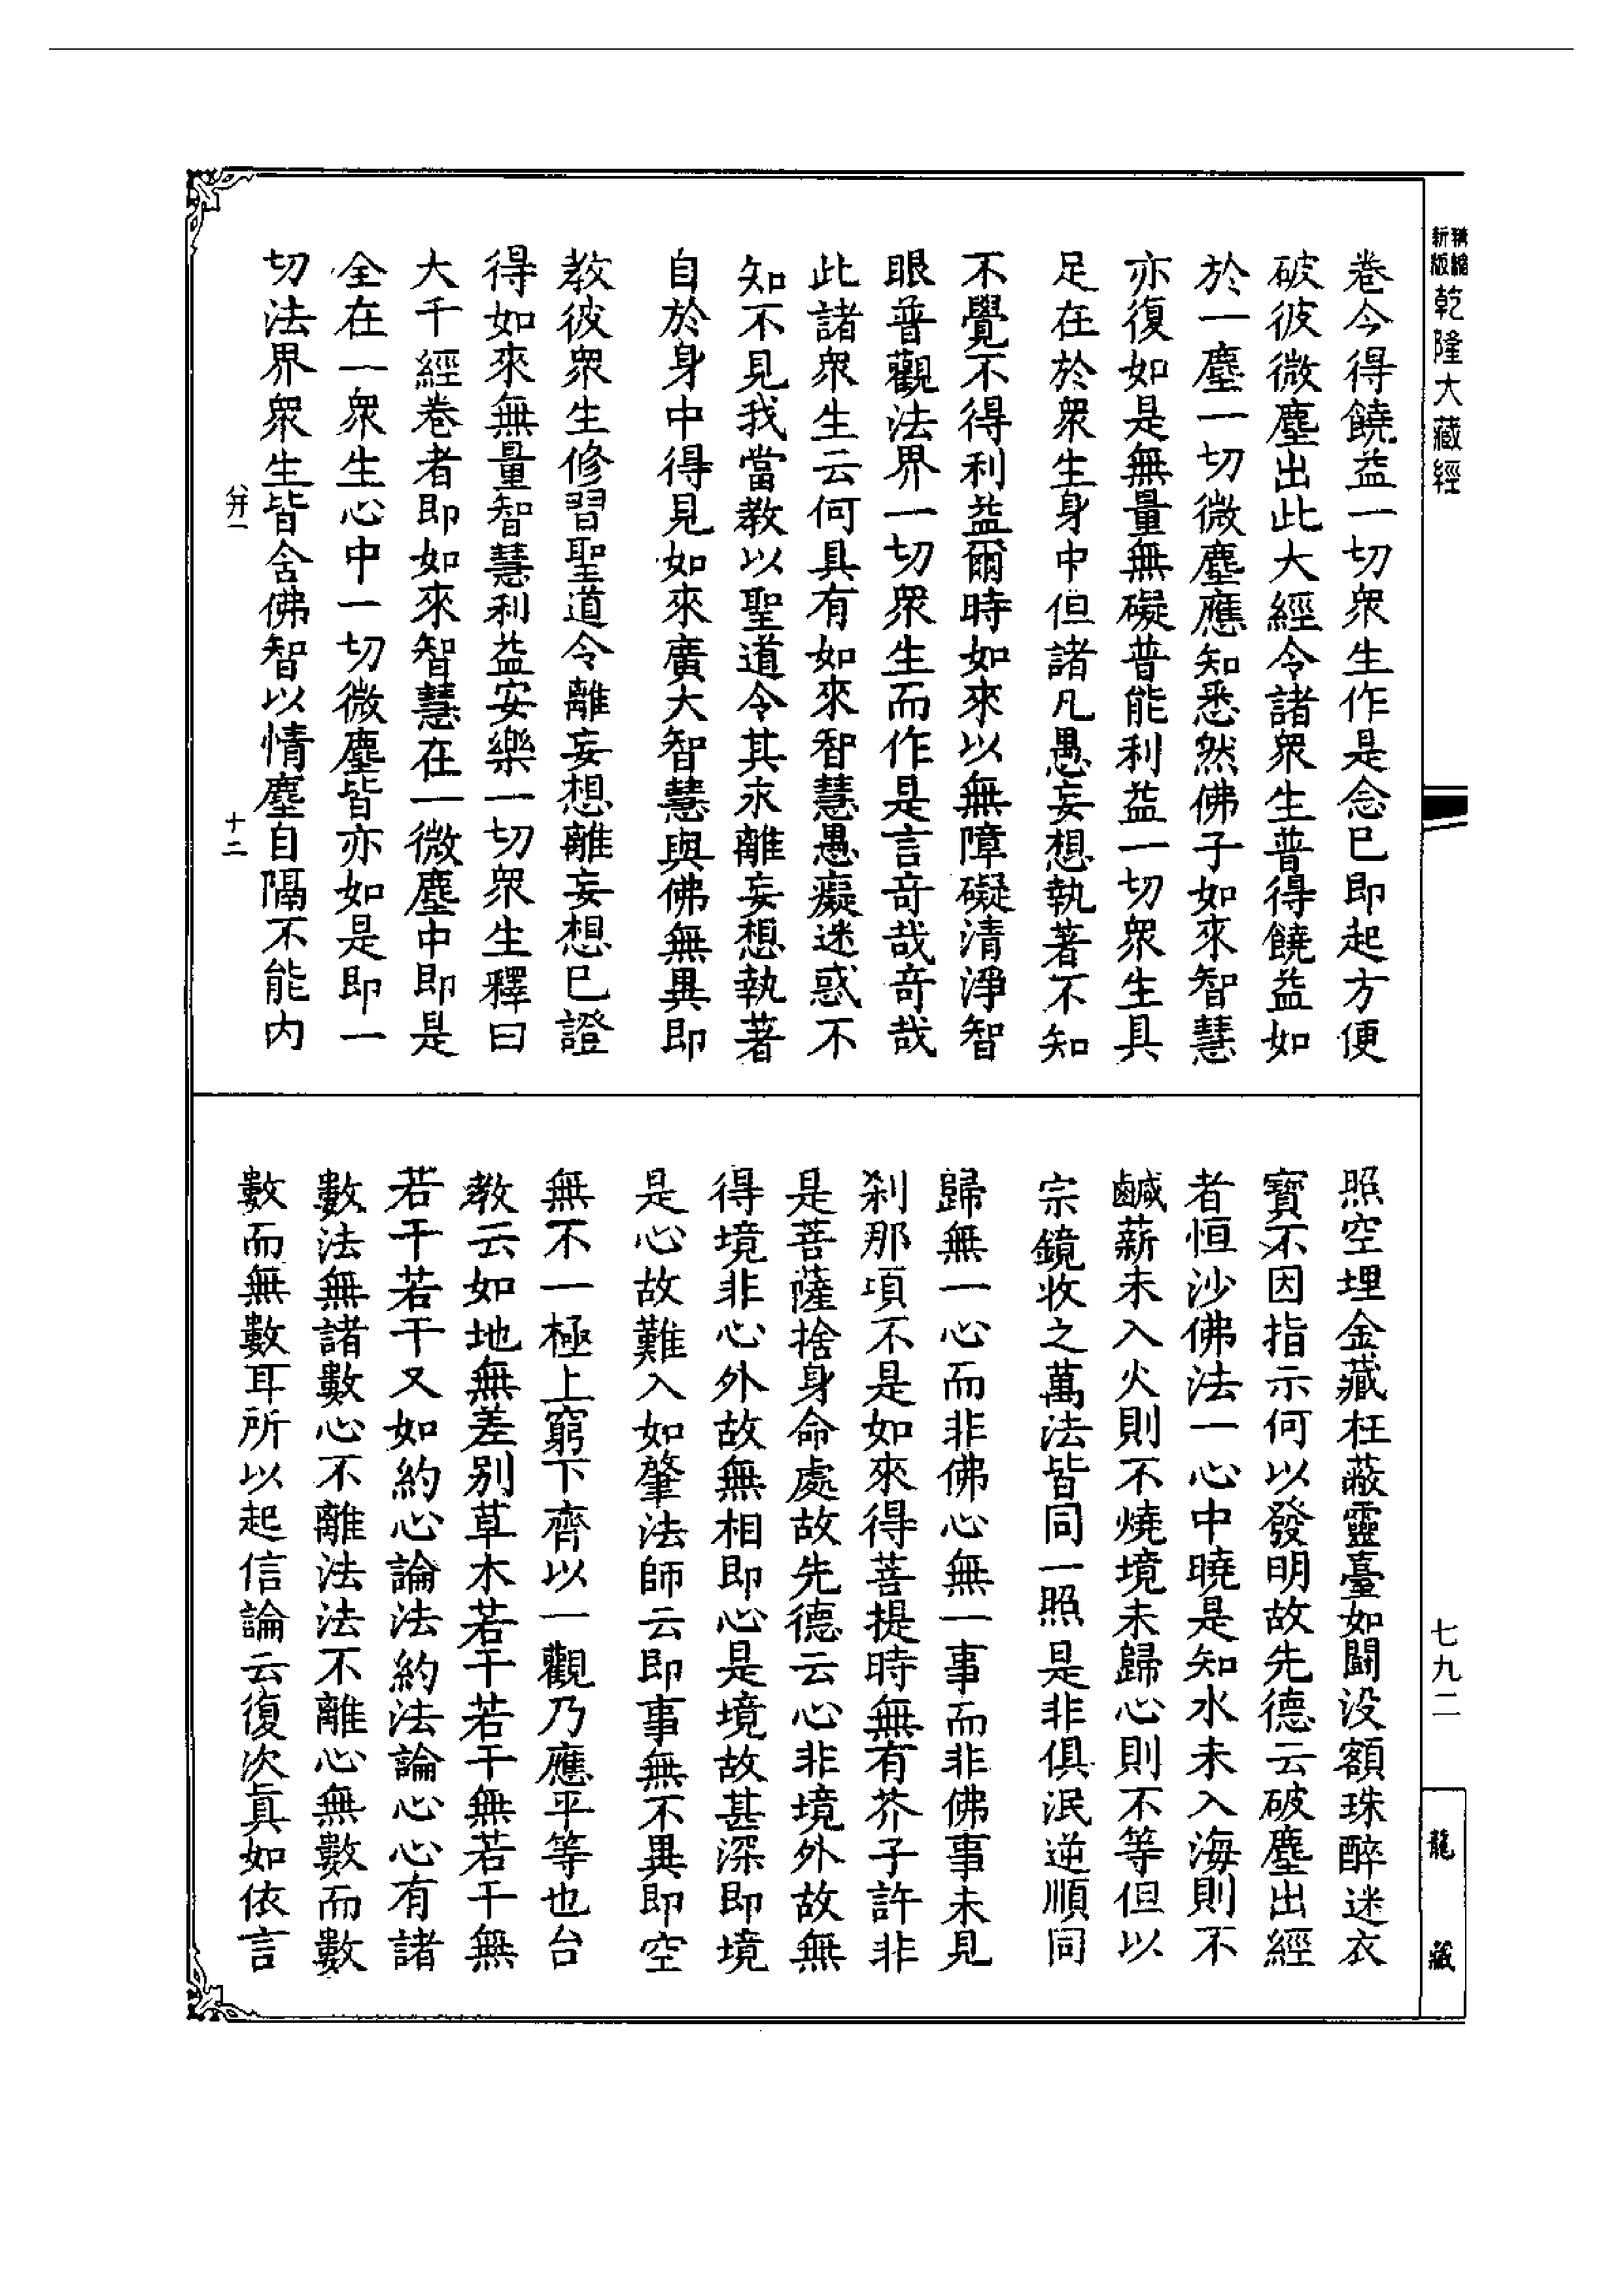 精縮新版乾隆大藏經
卷今得饒益一切衆生作是念已即起方便
破彼微塵出此大經令諸衆生普得饒益如
於一塵一切微塵應知悉然佛子如來智慧
亦復如是無量無礙普能利益一切衆生具
足在於衆生身中但諸凡愚妄想執著不知
不覺不得利益爾時如來以無障礙清淨智
眼普觀法界一切衆生而作是言奇哉奇哉
此諸衆生云何具有如來智慧愚癡迷惑不
知不見我當教以聖道令其永離妄想執著
自於身中得見如來廣大智慧與佛無異即
教彼衆生修習聖道令離妄想離妄想已證
得如來無量智慧利益安樂一切衆生釋曰
大千經卷者即如來智慧在一微塵中即是
全在一衆生心中一切微塵皆亦如是即一
切法界衆生皆含佛智以情塵自隔不能内
十二
照空埋金藏枉蔽靈臺如鬪没額珠醉迷衣
寶不因指示何以發明故先德云破塵出經
者恒沙佛法一心中曉是知水未入海則不
鹹薪未入火則不燒境未歸心則不等但以
宗鏡收之萬法皆同一照是非俱泯逆順同
歸無一心而非佛心無一事而非佛事未見
刹那頃不是如來得菩提時無有芥子許非
是菩薩捨身命處故先德云心非境外故無
得境非心外故無相即心是境故甚深即境
是心故難入如肇法師云即事無不異即空
無不一極上窮下齊以一觀乃應平等也台
教云如地無差别草木若干若干無若干無
若干若干又如約心論法約法論心心有諸
數法無諸數心不離法法不離心無數而數
數而無數耳所以起信論云復次眞如依言
七九二
龍藏